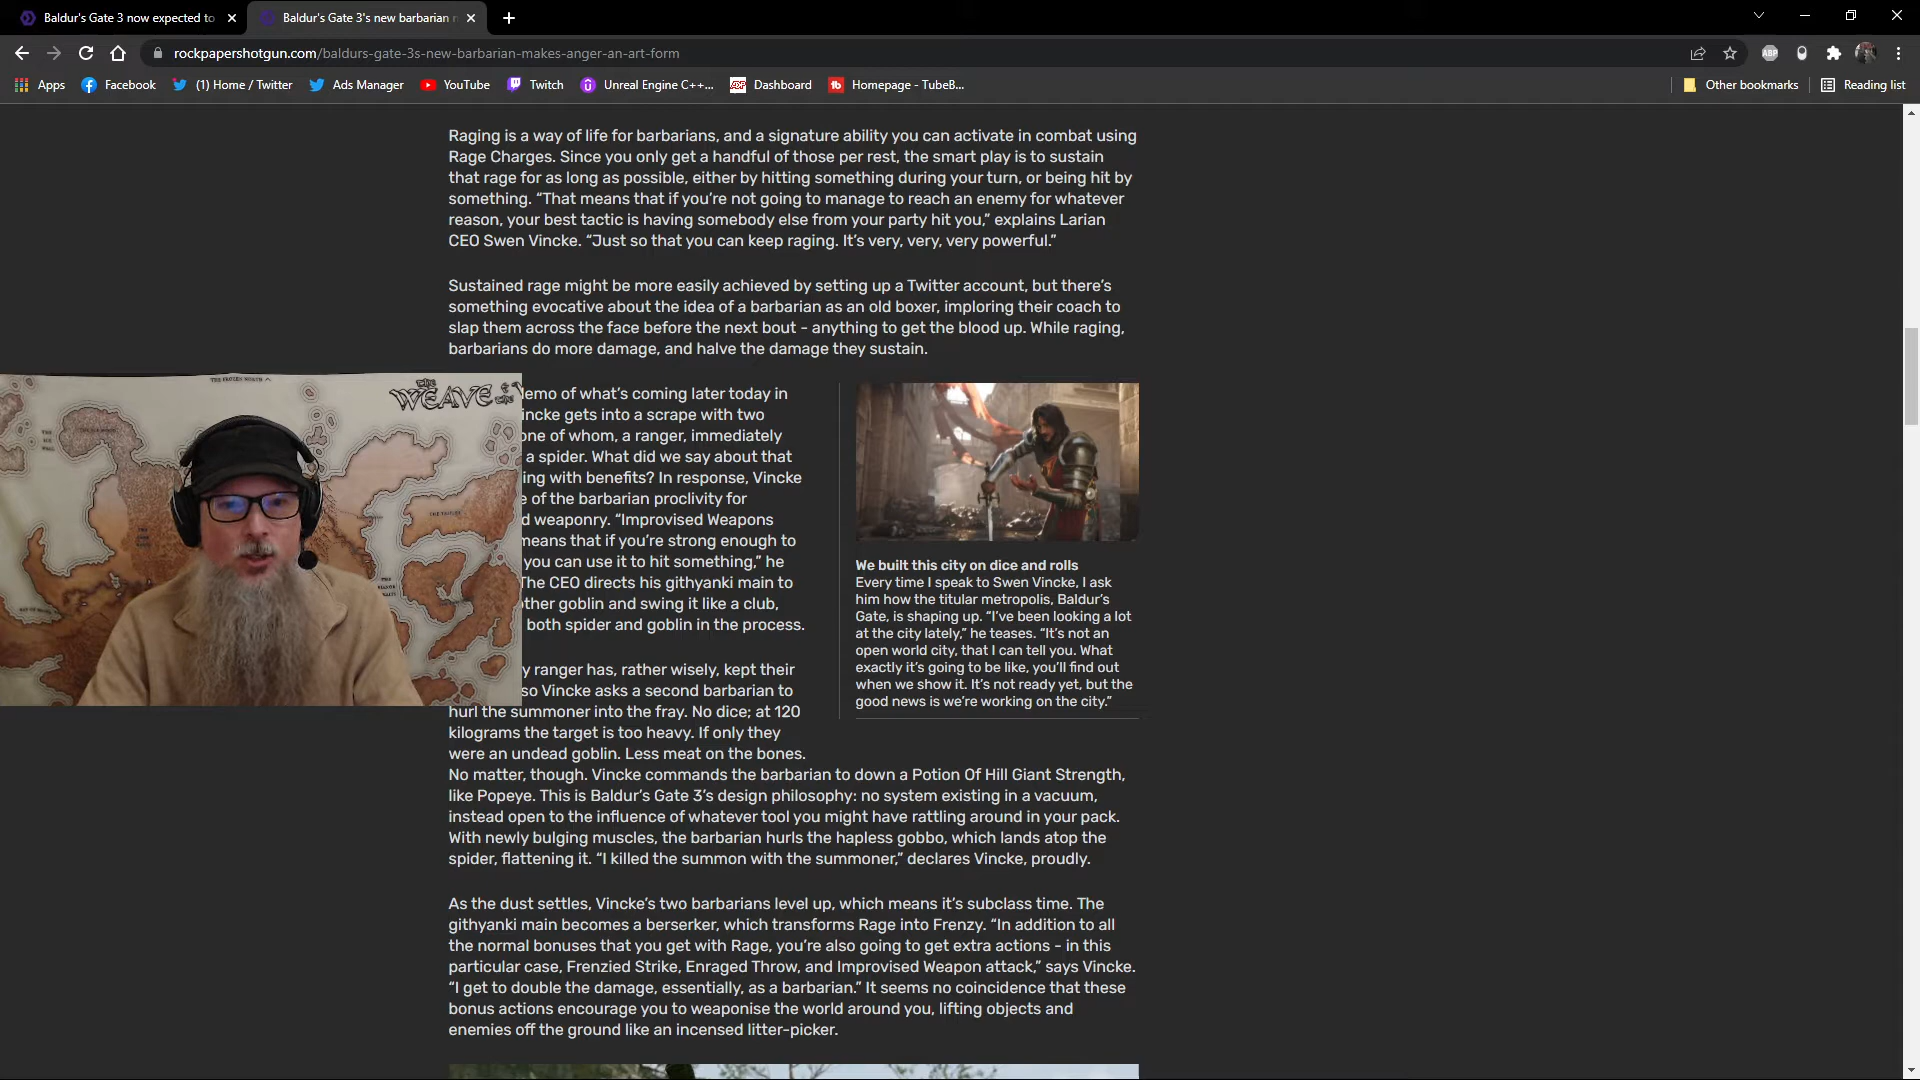 Baldur's Gate 3 now expected to
Baldur's Gate 3's new barbarian
rockpapershotgun.com/baldurs-gate-3s-new-barbarian-makes-anger-an-art-form
ABP
Apps
Facebook
(1) Home / Twitter
Ads Manager
YouTube
Twitch
Unreal Engine C++...
Dashboard
Homepage - TubeB...
Other bookmarks
Reading list
Raging is a way of life for barbarians, and a signature ability you can activate in combat using
Rage Charges. Since you only get a handful of those per rest, the smart play is to sustain
that rage for as long as possible, either by hitting something during your turn, or being hit by
something. “That means that if you’re not going to manage to reach an enemy for whatever
reason, your best tactic is having somebody else from your party hit you,” explains Larian
CEO Swen Vincke. “Just so that you can keep raging. It’s very, very, very powerful.”
Sustained rage might be more easily achieved by setting up a Twitter account, but there’s
something evocative about the idea of a barbarian as an old boxer, imploring their coach to
slap them across the face before the next bout - anything to get the blood up. While raging,
barbarians do more damage, and halve the damage they sustain.
THE FROZEN NORTH
The
WEAVE
emo of what’s coming later today in
incke gets into a scrape with two
one of whom, a ranger, immediately
a spider. What did we say about that
ing with benefits? In response, Vincke
e of the barbarian proclivity for
d weaponry. “Improvised Weapons
means that if you’re strong enough to
you can use it to hit something,” he
The CEO directs his githyanki main to
ther goblin and swing it like a club,
both spider and goblin in the process.
y ranger has, rather wisely, kept their
so Vincke asks a second barbarian to
hurl the summoner into the fray. No dice; at 120
kilograms the target is too heavy. If only they
were an undead goblin. Less meat on the bones.
No matter, though. Vincke commands the barbarian to down a Potion Of Hill Giant Strength,
like Popeye. This is Baldur’s Gate 3’s design philosophy: no system existing in a vacuum,
instead open to the influence of whatever tool you might have rattling around in your pack.
With newly bulging muscles, the barbarian hurls the hapless gobbo, which lands atop the
spider, flattening it. “I killed the summon with the summoner,” declares Vincke, proudly.
We built this city on dice and rolls
Every time I speak to Swen Vincke, I ask
him how the titular metropolis, Baldur’s
Gate, is shaping up. “I’ve been looking a lot
at the city lately,” he teases. “It’s not an
open world city, that I can tell you. What
exactly it’s going to be like, you’ll find out
when we show it. It’s not ready yet, but the
good news is we’re working on the city.”
As the dust settles, Vincke’s two barbarians level up, which means it’s subclass time. The
githyanki main becomes a berserker, which transforms Rage into Frenzy. “In addition to all
the normal bonuses that you get with Rage, you’re also going to get extra actions - in this
particular case, Frenzied Strike, Enraged Throw, and Improvised Weapon attack,” says Vincke.
“I get to double the damage, essentially, as a barbarian.” It seems no coincidence that these
bonus actions encourage you to weaponise the world around you, lifting objects and
enemies off the ground like an incensed litter-picker.